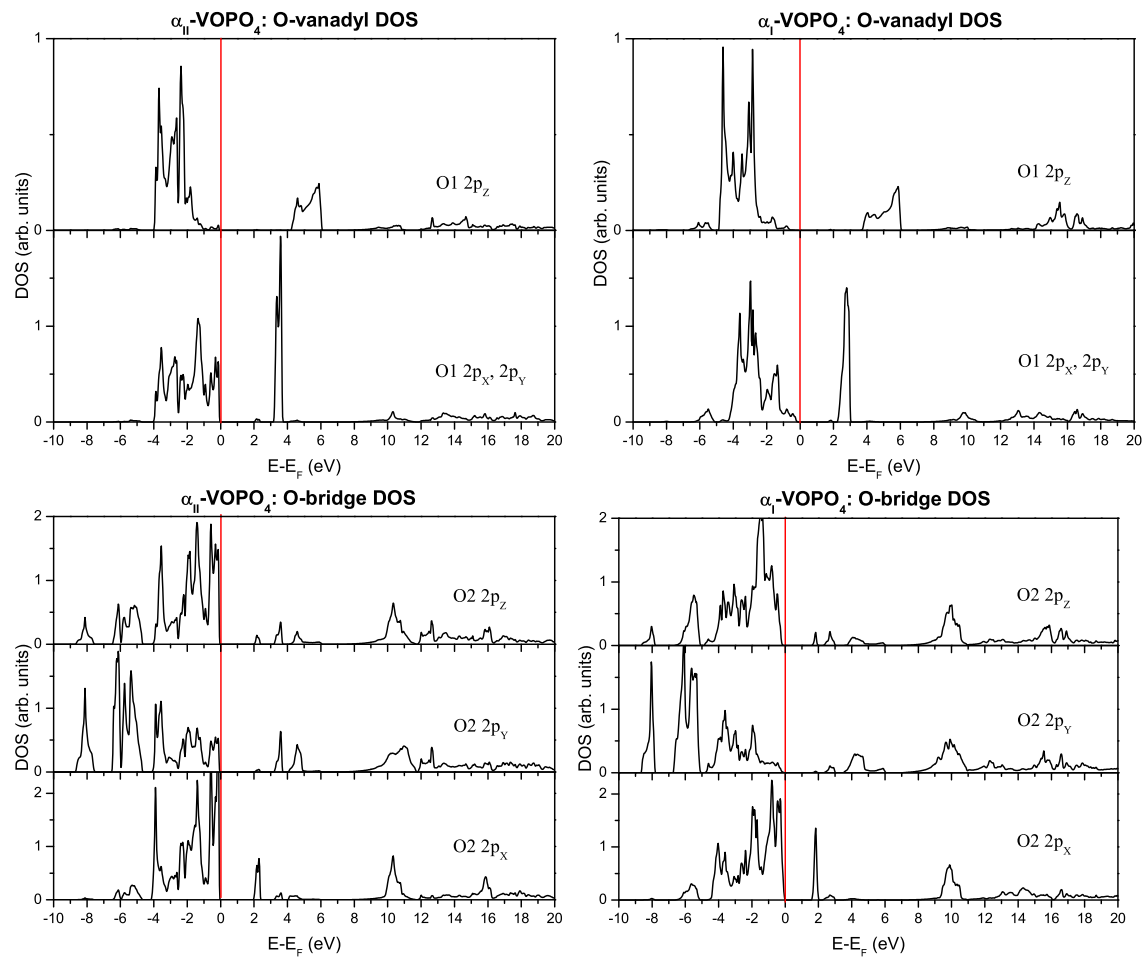 α_II-VOPO_4: O-vanadyl DOS
1
O1 2p_Z
0
1
O1 2p_X, 2p_Y
0
DOS (arb. units)
-10 -8 -6 -4 -2 0 2 4 6 8 10 12 14 16 18 20
E-E_F (eV)
α_I-VOPO_4: O-vanadyl DOS
1
O1 2p_Z
0
1
O1 2p_X, 2p_Y
0
DOS (arb. units)
-10 -8 -6 -4 -2 0 2 4 6 8 10 12 14 16 18 20
E-E_F (eV)
α_II-VOPO_4: O-bridge DOS
2
1
O2 2p_Z
0
1
O2 2p_Y
0
2
1
O2 2p_X
0
DOS (arb. units)
-10 -8 -6 -4 -2 0 2 4 6 8 10 12 14 16 18 20
E-E_F (eV)
α_I-VOPO_4: O-bridge DOS
2
1
O2 2p_Z
0
1
O2 2p_Y
0
2
1
O2 2p_X
0
DOS (arb. units)
-10 -8 -6 -4 -2 0 2 4 6 8 10 12 14 16 18 20
E-E_F (eV)